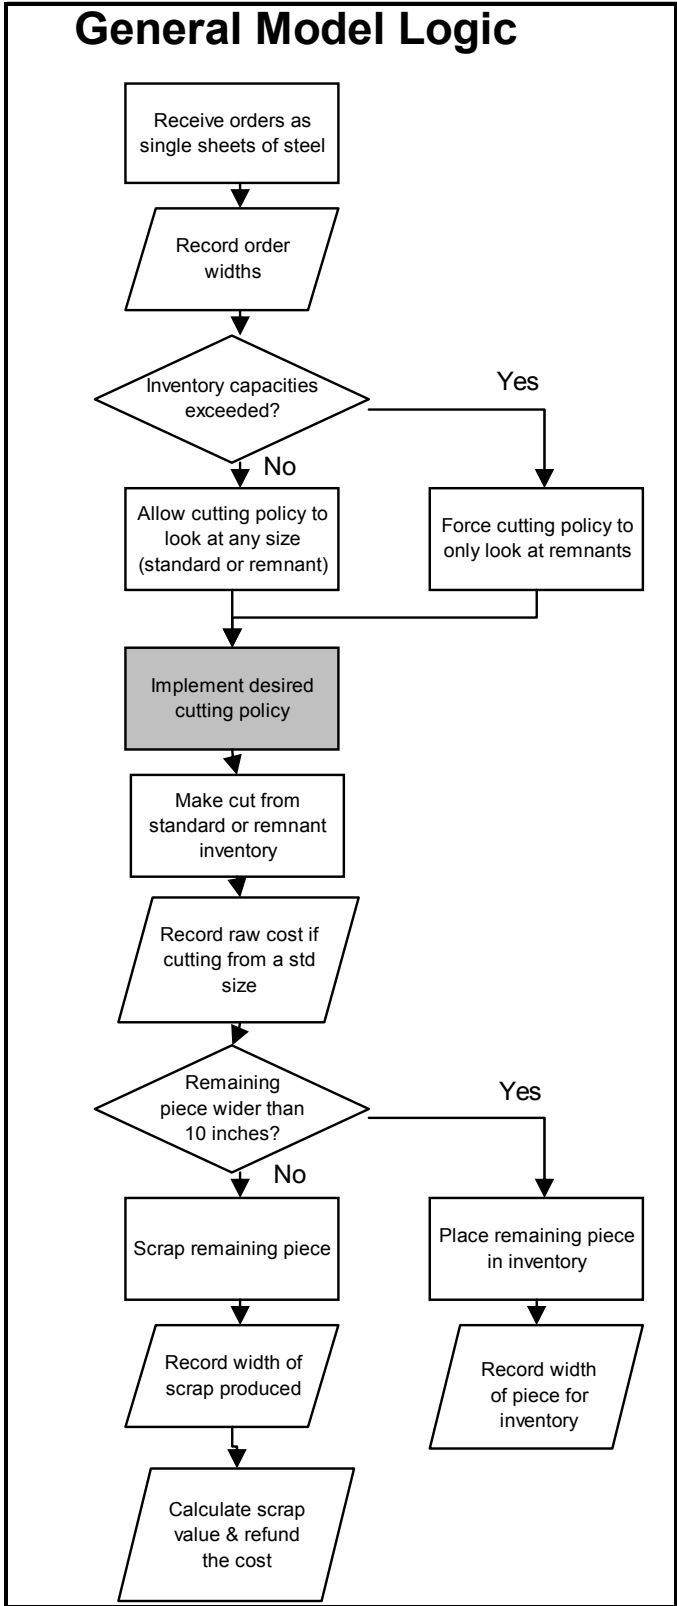 General Model Logic
Receive orders as
single sheets of steel
Record order
widths
Inventory capacities
exceeded?
Yes
No
Allow cutting policy to
look at any size
(standard or remnant)
Force cutting policy to
only look at remnants
Implement desired
cutting policy
Make cut from
standard or remnant
inventory
Record raw cost if
cutting from a std
size
Remaining
piece wider than
10 inches?
Yes
No
Scrap remaining piece
Place remaining piece
in inventory
Record width of
scrap produced
Record width
of piece for
inventory
Calculate scrap
value & refund
the cost